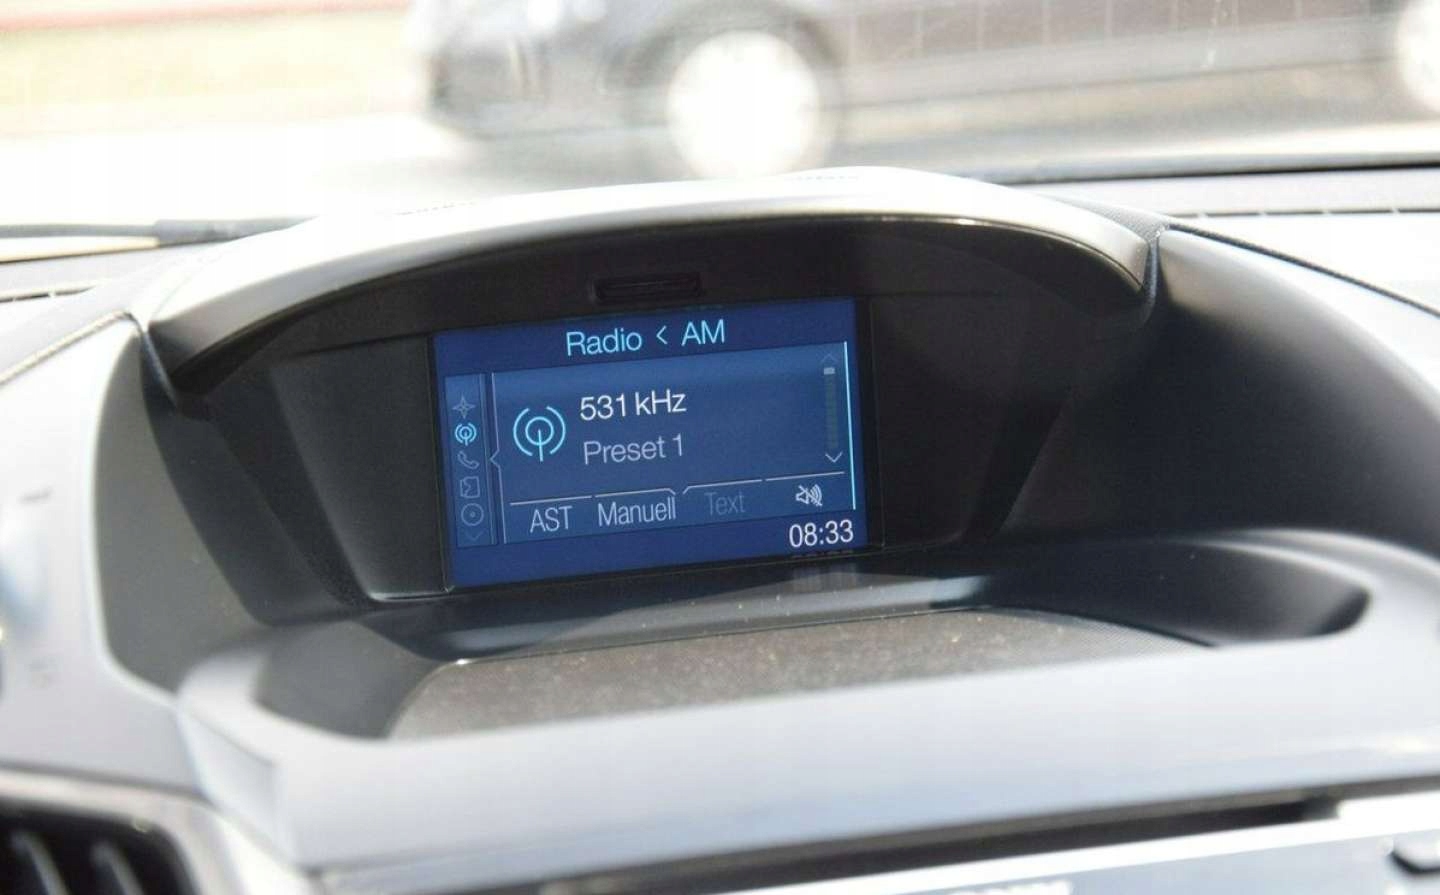 Radio < AM
531 kHz
Preset 1
AST Manuell Text
08:33